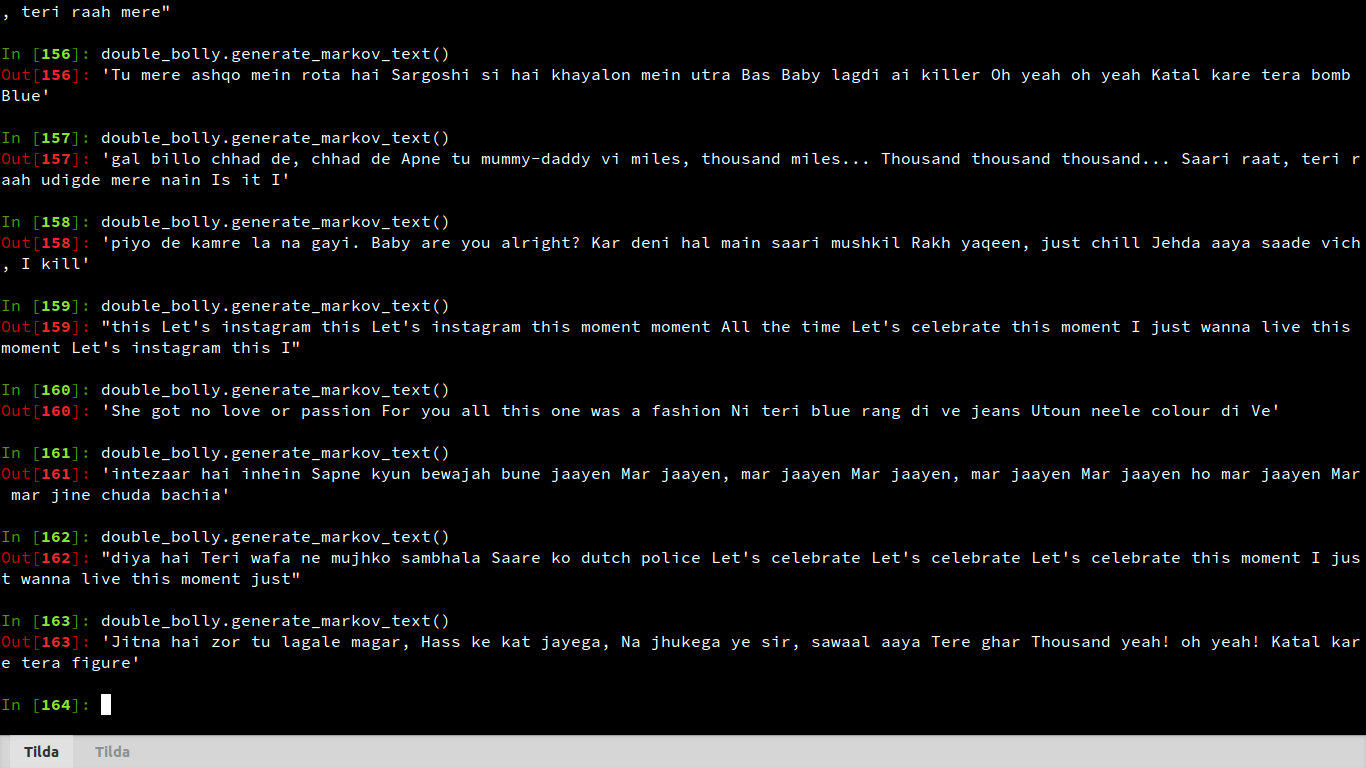 , teri raah mere"
In [156]: double_bolly.generate_markov_text()
Out[156]: 'Tu mere ashqo mein rota hai Sargoshi si hai khayalon mein utra Bas Baby lagdi ai killer Oh yeah oh yeah Katal kare tera bomb
Blue'
In [157]: double_bolly.generate_markov_text()
Out[157]: 'gal billo chhad de, chhad de Apne tu mummy-daddy vi miles, thousand miles... Thousand thousand thousand... Saari raat, teri r
aah udigde mere nain Is it I'
In [158]: double_bolly.generate_markov_text()
Out[158]: 'piyo de kamre la na gayi. Baby are you alright? Kar deni hal main saari mushkil Rakh yaqeen, just chill Jehda aaya saade vich
, I kill'
In [159]: double_bolly.generate_markov_text()
Out[159]: "this Let's instagram this Let's instagram this moment moment All the time Let's celebrate this moment I just wanna live this
moment Let's instagram this I"
In [160]: double_bolly.generate_markov_text()
Out[160]: 'She got no love or passion For you all this one was a fashion Ni teri blue rang di ve jeans Utoun neele colour di Ve'
In [161]: double_bolly.generate_markov_text()
Out[161]: 'intezaar hai inhein Sapne kyun bewajah bune jaayen Mar jaayen, mar jaayen Mar jaayen, mar jaayen Mar jaayen ho mar jaayen Mar
mar jine chuda bachia'
In [162]: double_bolly.generate_markov_text()
Out[162]: "diya hai Teri wafa ne mujhko sambhala Saare ko dutch police Let's celebrate Let's celebrate Let's celebrate this moment I jus
t wanna live this moment just"
In [163]: double_bolly.generate_markov_text()
Out[163]: 'Jitna hai zor tu lagale magar, Hass ke kat jayega, Na jhukega ye sir, sawaal aaya Tere ghar Thousand yeah! oh yeah! Katal kar
e tera figure'
In [164]:
Tilda Tilda